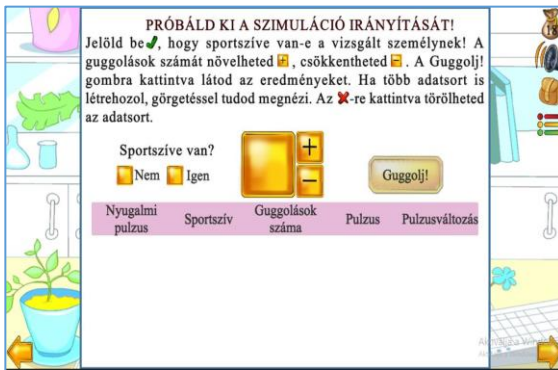 PRÓBÁLD KI A SZIMULÁCIÓ IRÁNYÍTÁSÁT!
Jelöld be, hogy sportszíve van-e a vizsgált személynek! A
guggolások számát növelheted +, csökkentheted -. A Guggolj!
gombra kattintva látod az eredményeket. Ha több adatsort is
létrehozol, görgetéssel tudod megnézi. Az ✘-re kattintva törölheted
az adatsort.
Sportszíve van?
Nem Igen
+
-
Guggolj!
Nyugalmi pulzus
Sportszív
Guggolások száma
Pulzus
Pulzusváltozás